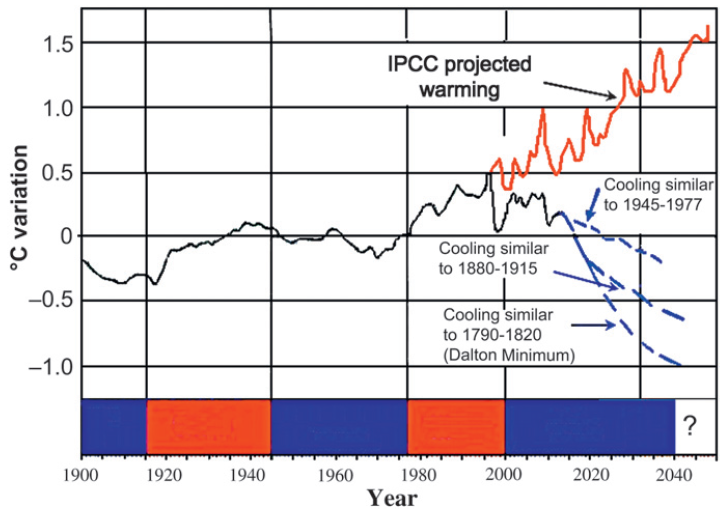 1.5
1.0
0.5
0
–0.5
–1.0
°C variation
IPCC projected
warming
Cooling similar
to 1945-1977
Cooling similar
to 1880-1915
Cooling similar
to 1790-1820
(Dalton Minimum)
?
1900 1920 1940 1960 1980 2000 2020 2040
Year